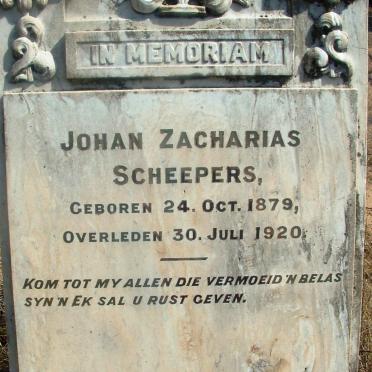 IN MEMORIAM
JOHAN ZACHARIAS
SCHEEPERS,
GEBOREN 24. OCT. 1879,
OVERLEDEN 30. JULI 1920.
KOM TOT MY ALLEN DIE VERMOEID 'N BELAS
SYN 'N EK SAL U RUST GEVEN.